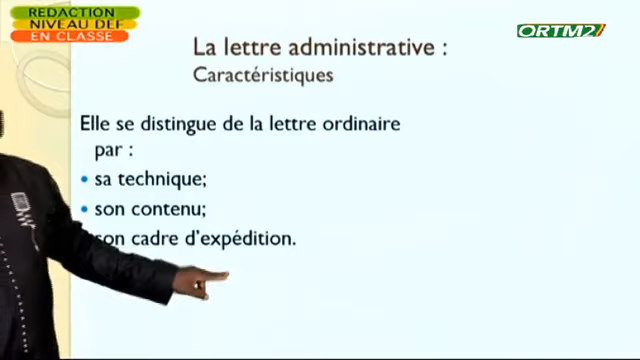 REDACTION
NIVEAU DEF
EN CLASSE
ORTM2
La lettre administrative :
Caractéristiques
Elle se distingue de la lettre ordinaire
par :
• sa technique;
• son contenu;
son cadre d'expédition.